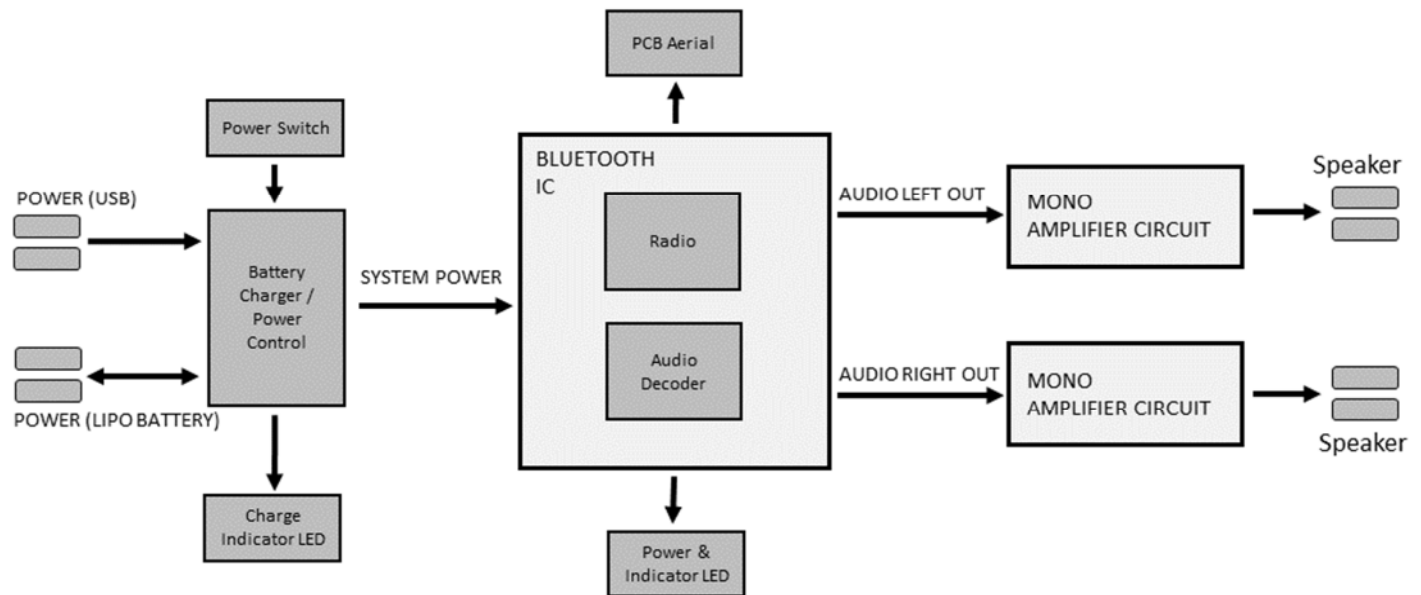 PCB Aerial
Power Switch
POWER (USB)
Battery
Charger /
Power
Control
POWER (LIPO BATTERY)
Charge
Indicator LED
SYSTEM POWER
BLUETOOTH
IC
Radio
Audio
Decoder
Power &
Indicator LED
AUDIO LEFT OUT
MONO
AMPLIFIER CIRCUIT
Speaker
AUDIO RIGHT OUT
MONO
AMPLIFIER CIRCUIT
Speaker